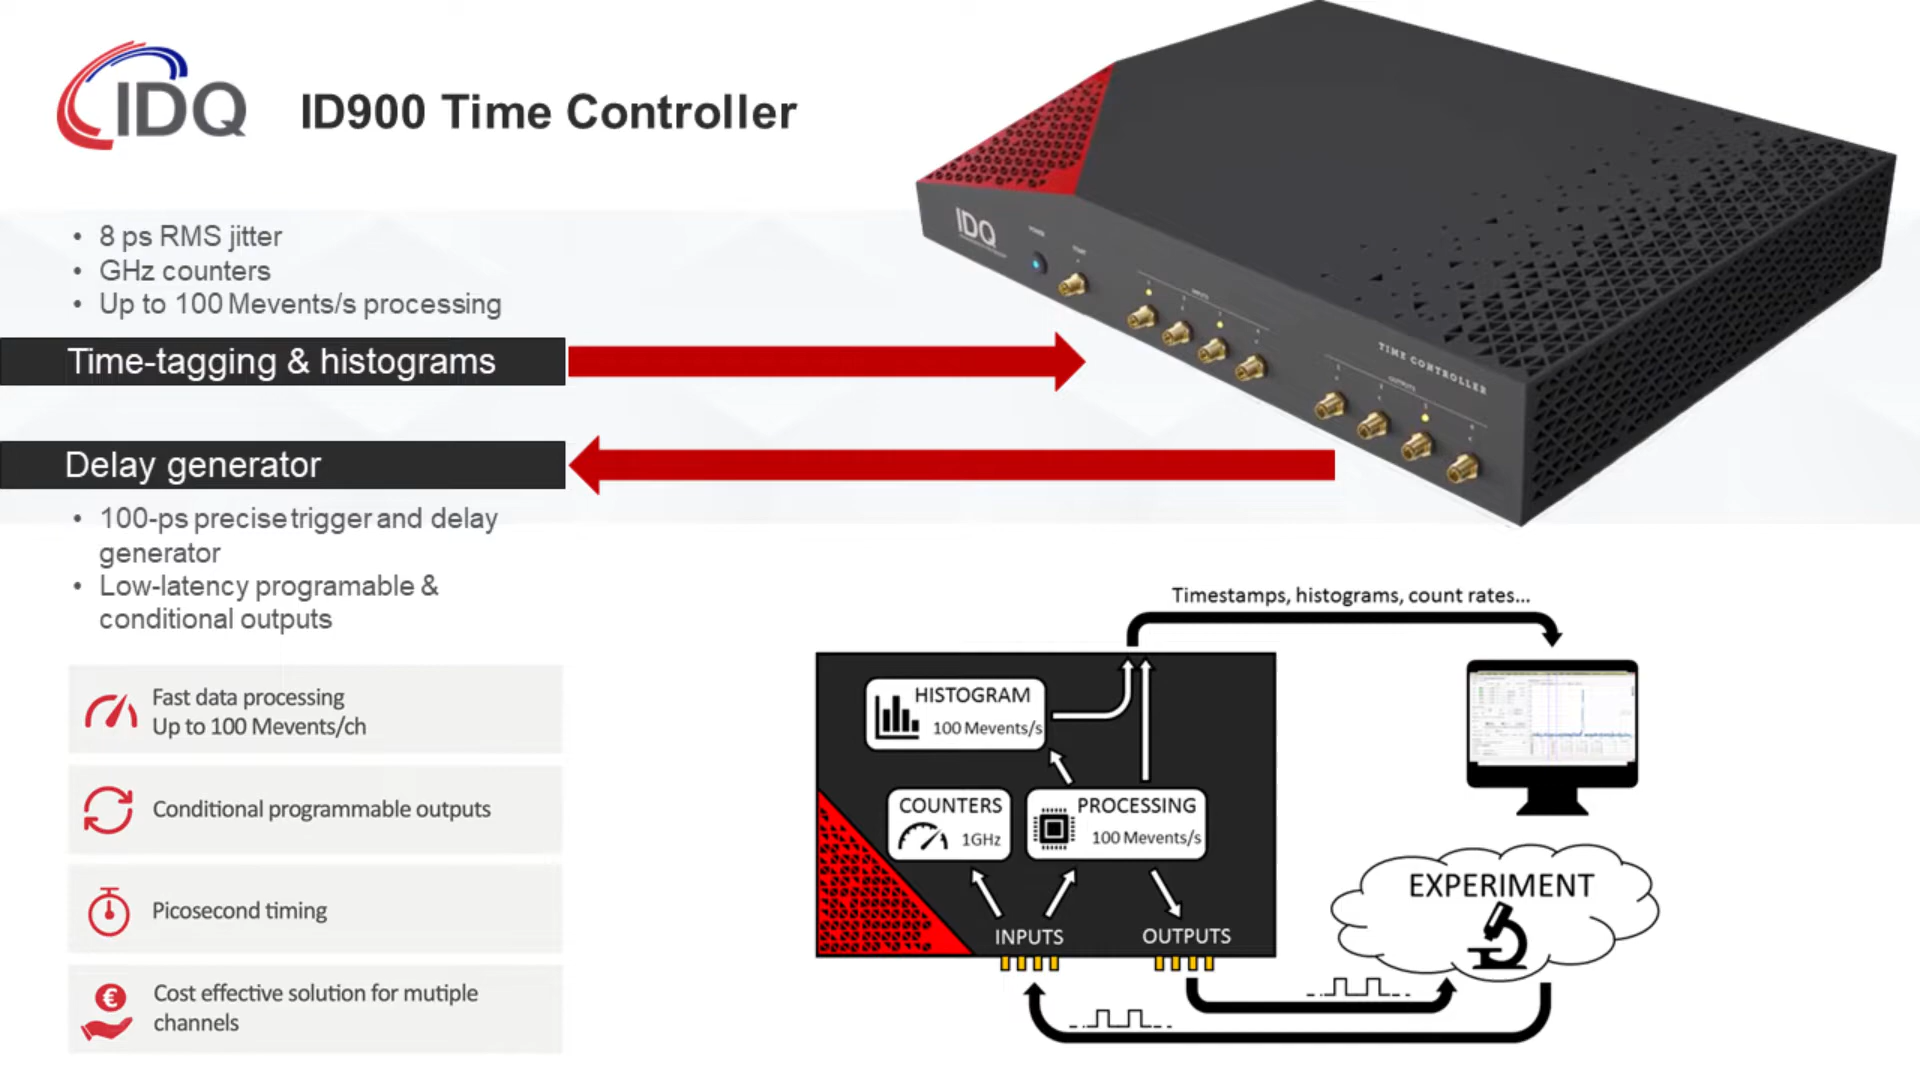 IDQ
ID900 Time Controller
• 8 ps RMS jitter
• GHz counters
• Up to 100 Mevents/s processing
Time-tagging & histograms
Delay generator
• 100-ps precise trigger and delay
generator
• Low-latency programable &
conditional outputs
Fast data processing
Up to 100 Mevents/ch
Conditional programmable outputs
Picosecond timing
€
Cost effective solution for mutiple
channels
IDQ
POWER
START
INPUTS
TIME CONTROLLER
OUTPUTS
Timestamps, histograms, count rates...
HISTOGRAM
100 Mevents/s
COUNTERS
1GHz
PROCESSING
100 Mevents/s
INPUTS
OUTPUTS
EXPERIMENT